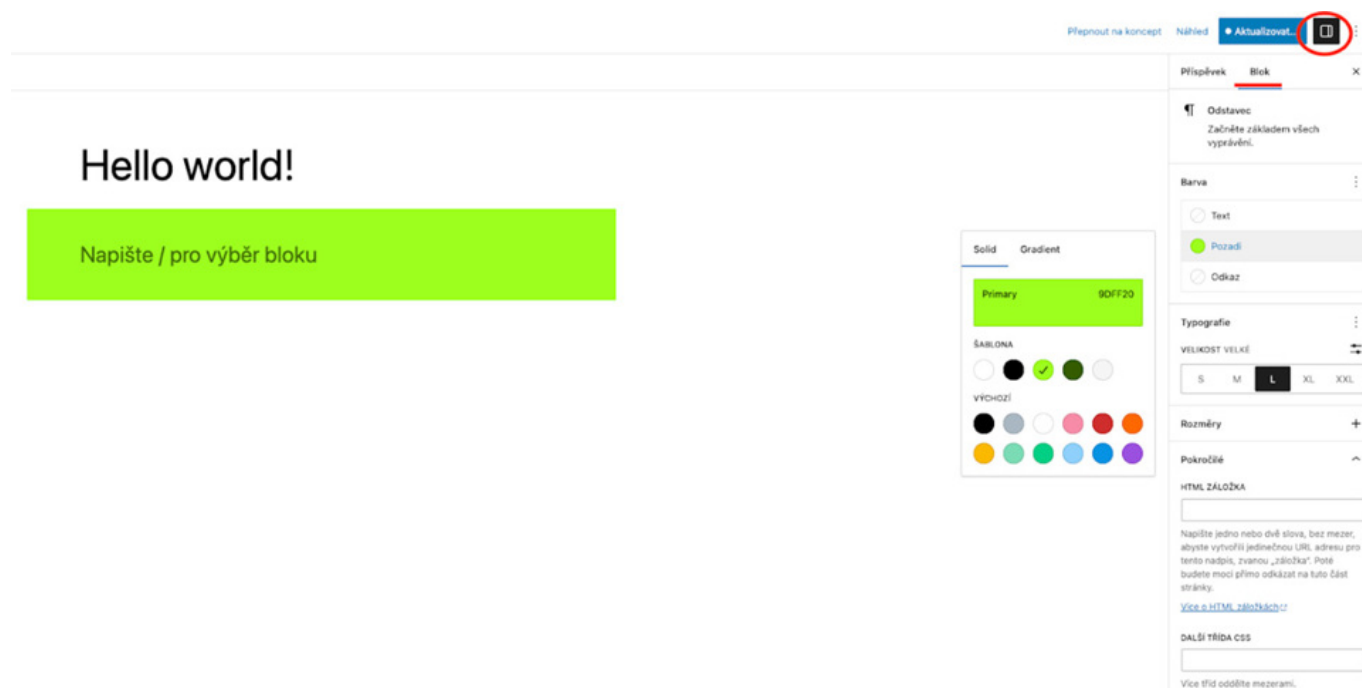 Přepnout na koncept Náhled Aktualizovat...
Příspěvek Blok
Odstavec
Začněte základem všech
vyprávění.
Hello world!
Napište / pro výběr bloku
Barva
Text
Pozadí
Odkaz
Solid Gradient
Primary 9DFF20
ŠABLONA
VÝCHOZÍ
Typografie
VELIKOST VELKÉ
S M L XL XXL
Rozměry
Pokročilé
HTML ZÁLOŽKA
Napište jedno nebo dvě slova, bez mezer,
abyste vytvořili jedinečnou URL adresu pro
tento nadpis, zvanou „záložka“. Poté
budete moci přímo odkázat na tuto část
stránky.
Více o HTML záložkách
DALŠÍ TŘÍDA CSS
Více tříd oddělte mezerami.